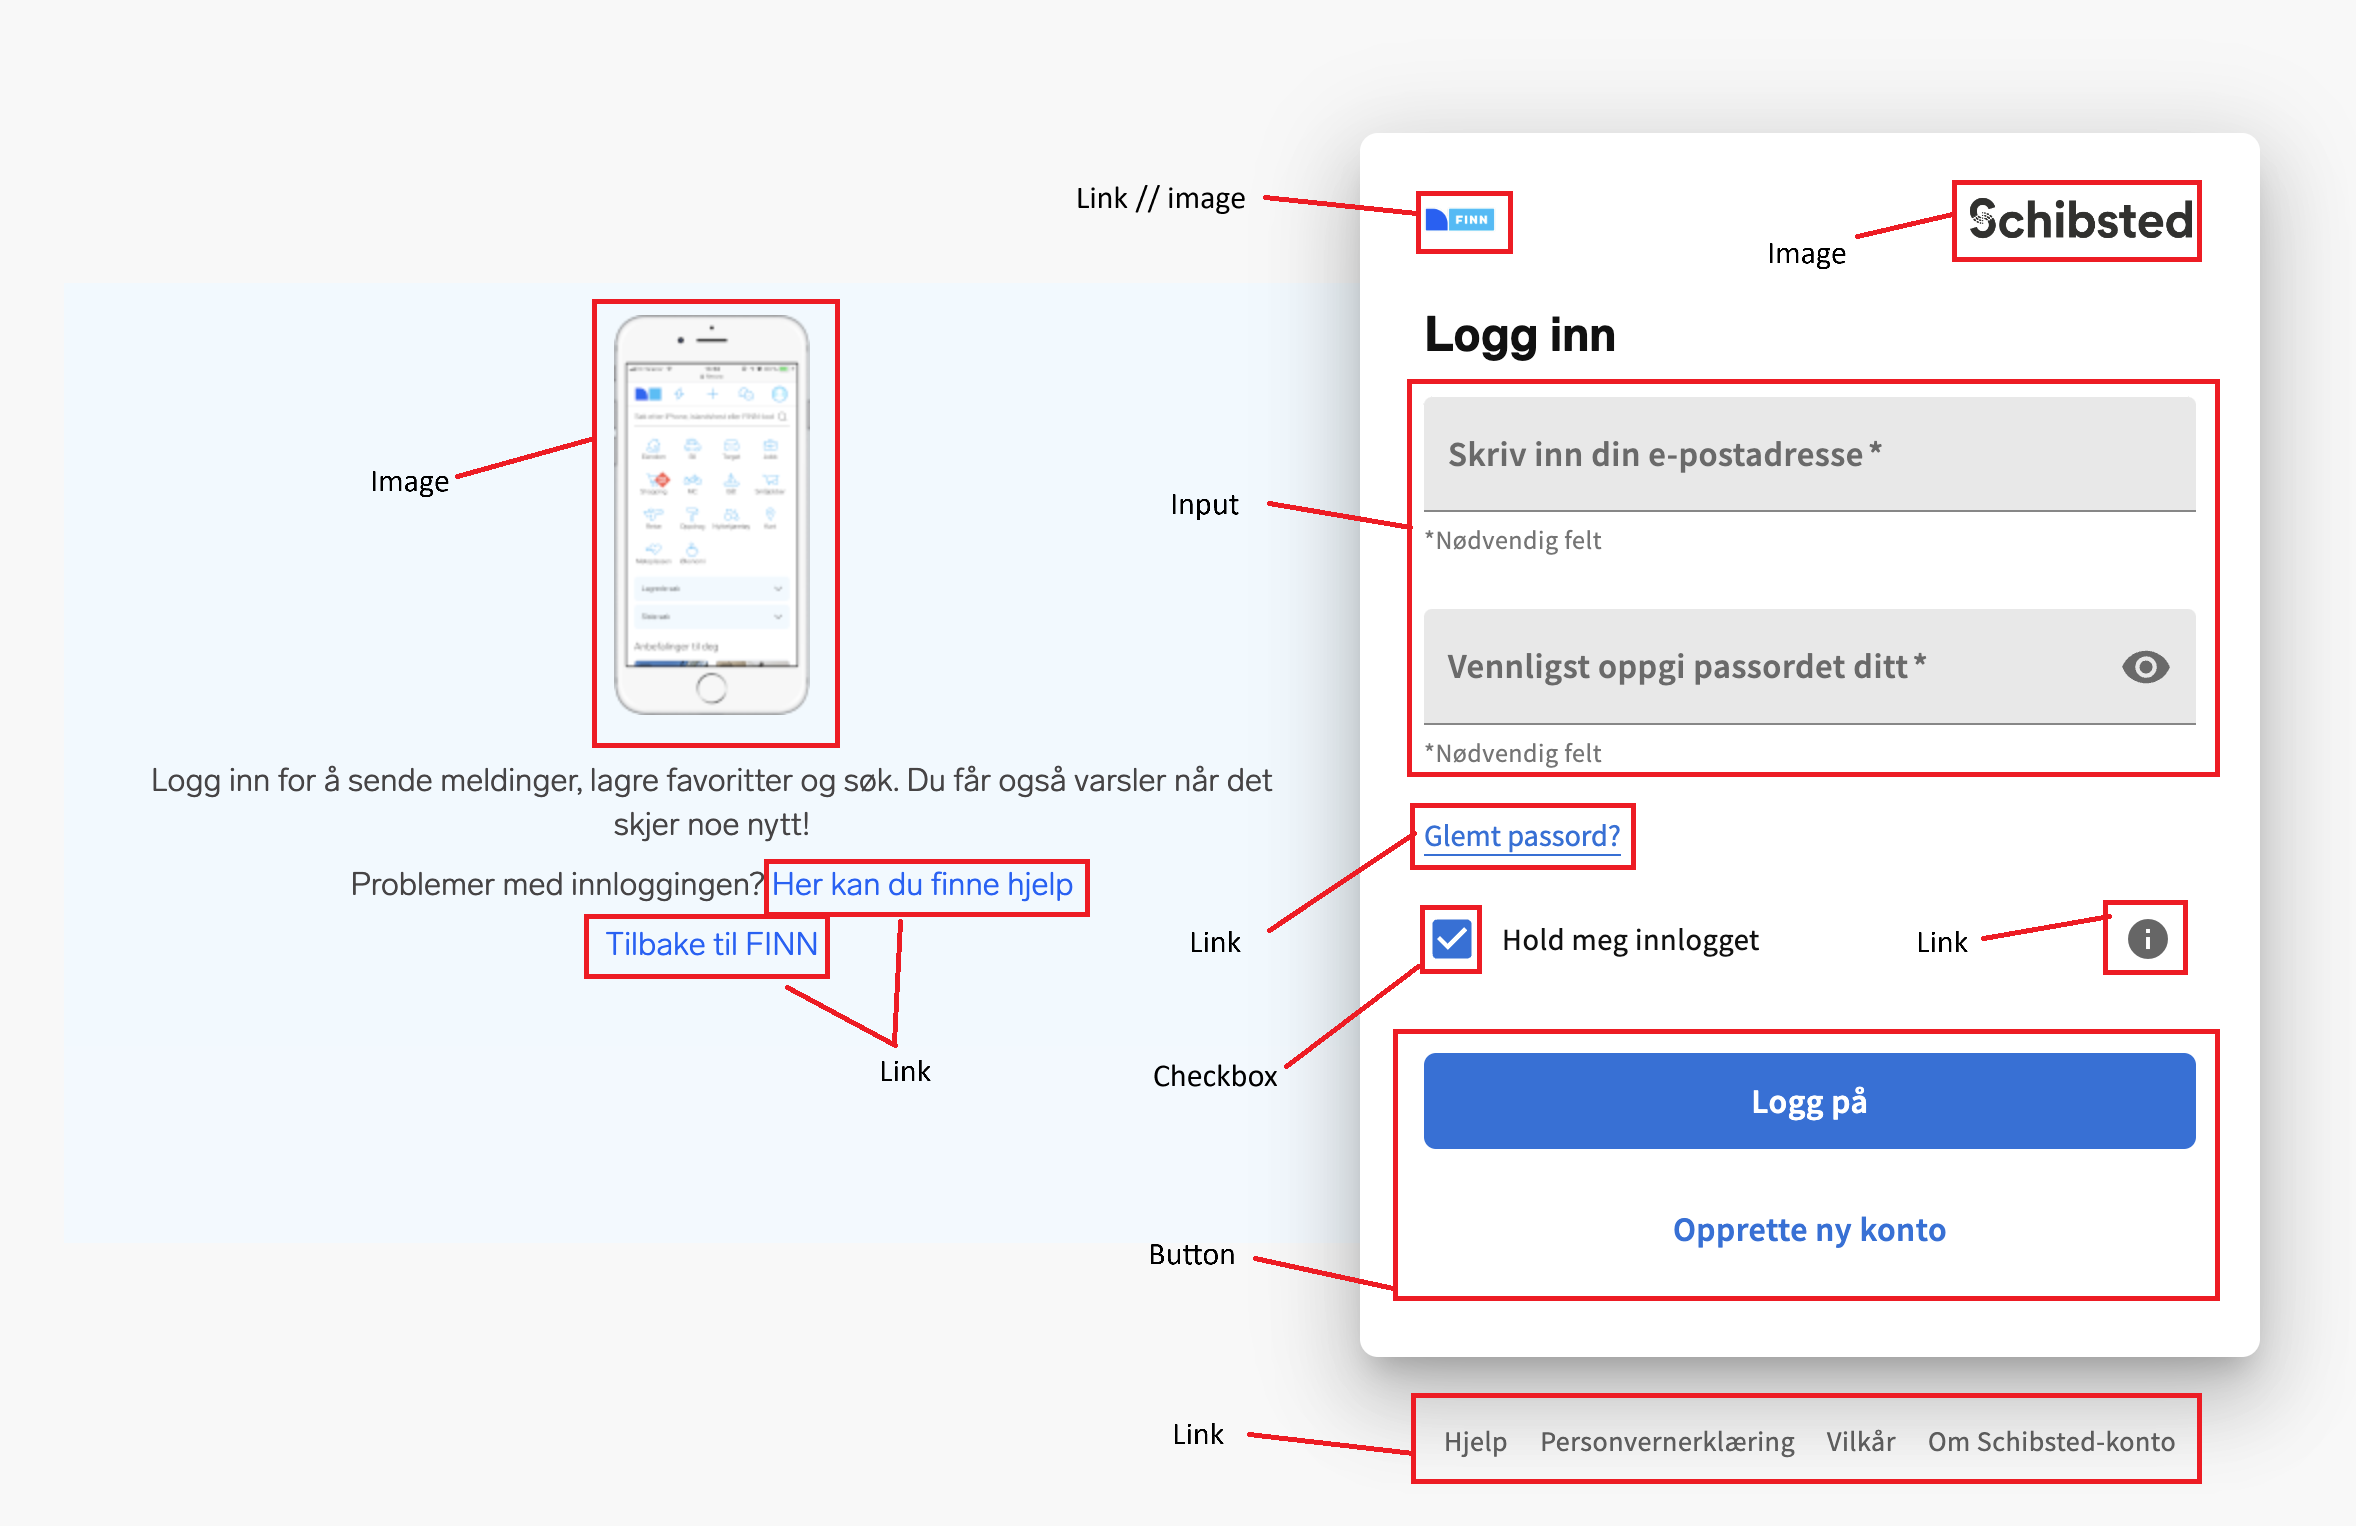 Link // image
FINN
Schibsted
Image
Logg inn
Image
Anbefalinger til deg
Input
Skriv inn din e-postadresse*
*Nødvendig felt
Vennligst oppgi passordet ditt*
*Nødvendig felt
Logg inn for å sende meldinger, lagre favoritter og søk. Du får også varsler når det
skjer noe nytt!
Problemer med innloggingen? Her kan du finne hjelp
Tilbake til FINN
Link
Glemt passord?
Link
Hold meg innlogget
Link
Checkbox
Logg på
Opprette ny konto
Button
Link
Hjelp Personvernerklæring Vilkår Om Schibsted-konto